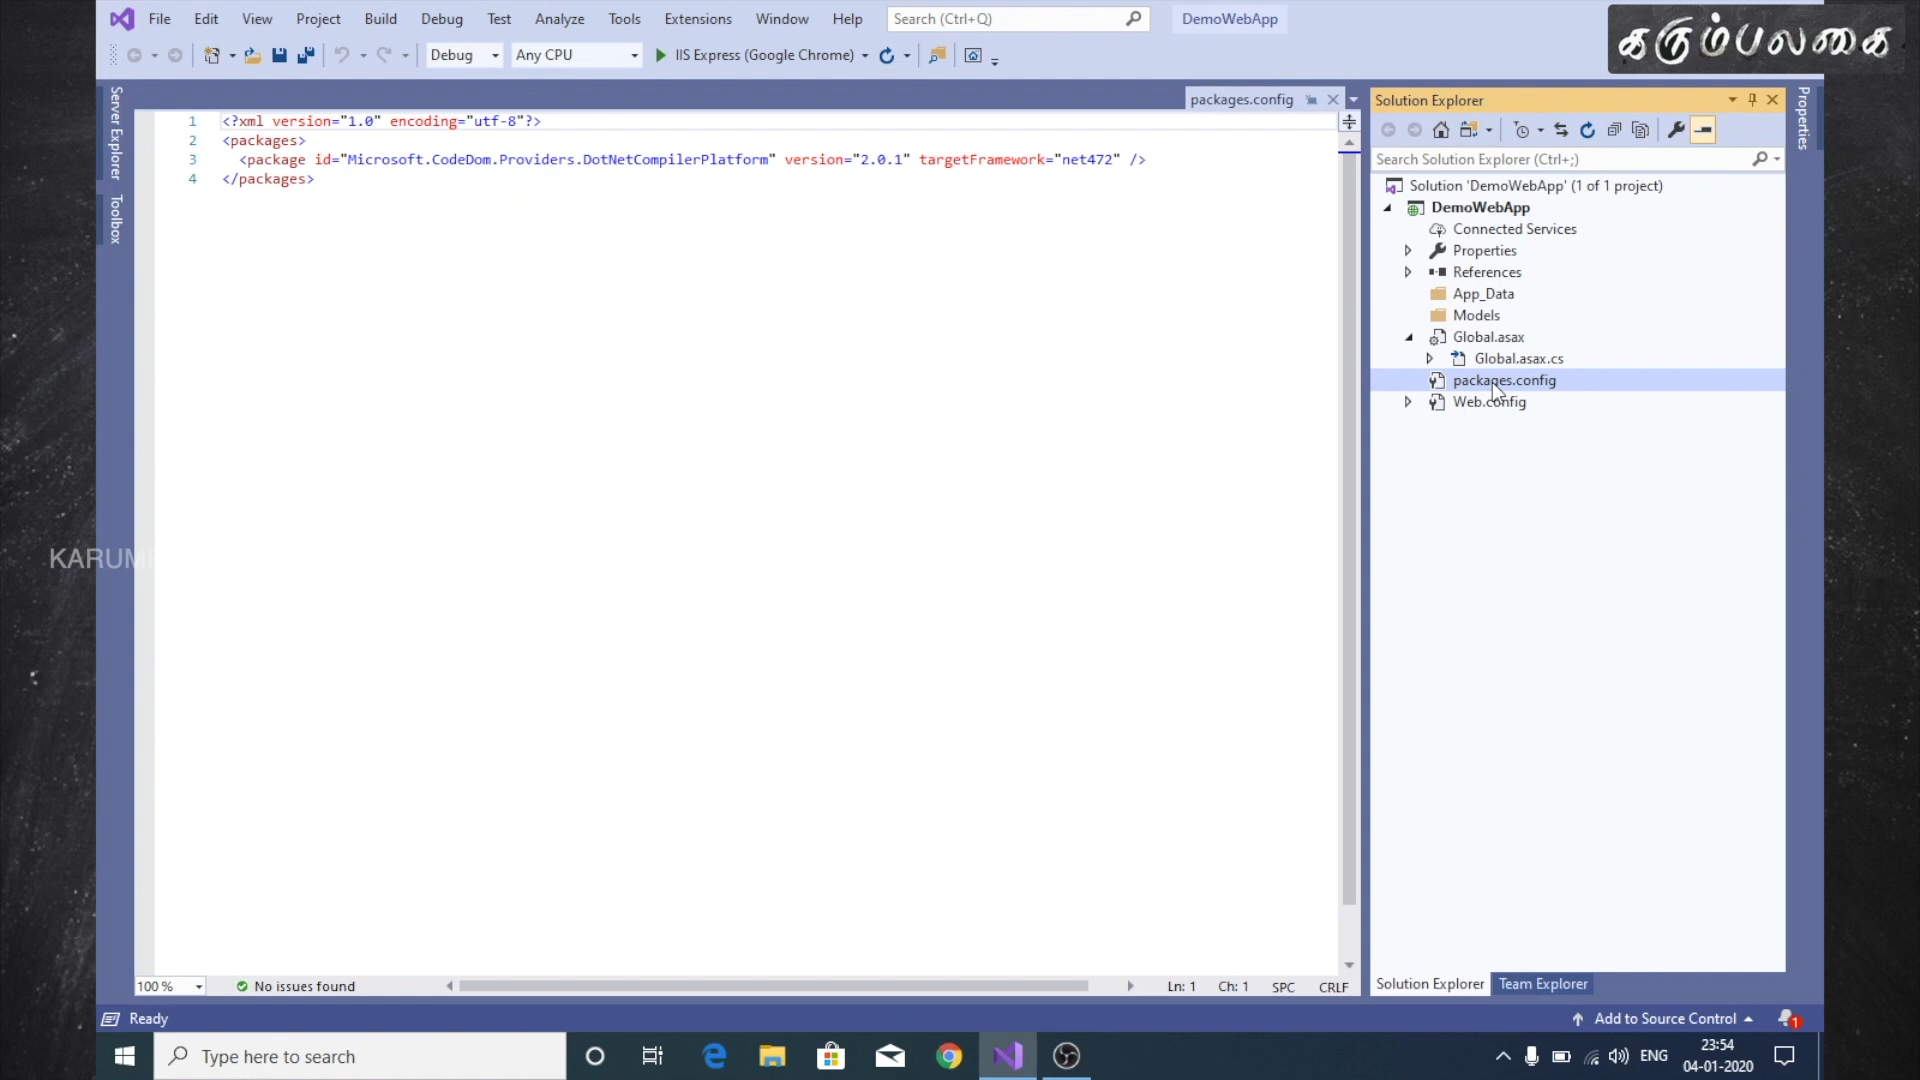 File Edit View Project Build Debug Test Analyze Tools Extensions Window Help Search (Ctrl+Q) DemoWebApp
கரும்பலகை
Debug Any CPU IIS Express (Google Chrome)
Server Explorer
Toolbox
packages.config
1 <?xml version="1.0" encoding="utf-8"?>
2 <packages>
3 <package id="Microsoft.CodeDom.Providers.DotNetCompilerPlatform" version="2.0.1" targetFramework="net472" />
4 </packages>
Solution Explorer
Search Solution Explorer (Ctrl+;)
Solution 'DemoWebApp' (1 of 1 project)
DemoWebApp
Connected Services
Properties
References
App_Data
Models
Global.asax
Global.asax.cs
packages.config
Web.config
Properties
100 % No issues found Ln: 1 Ch: 1 SPC CRLF
Solution Explorer Team Explorer
Ready Add to Source Control 1
Type here to search ENG 23:54
04-01-2020